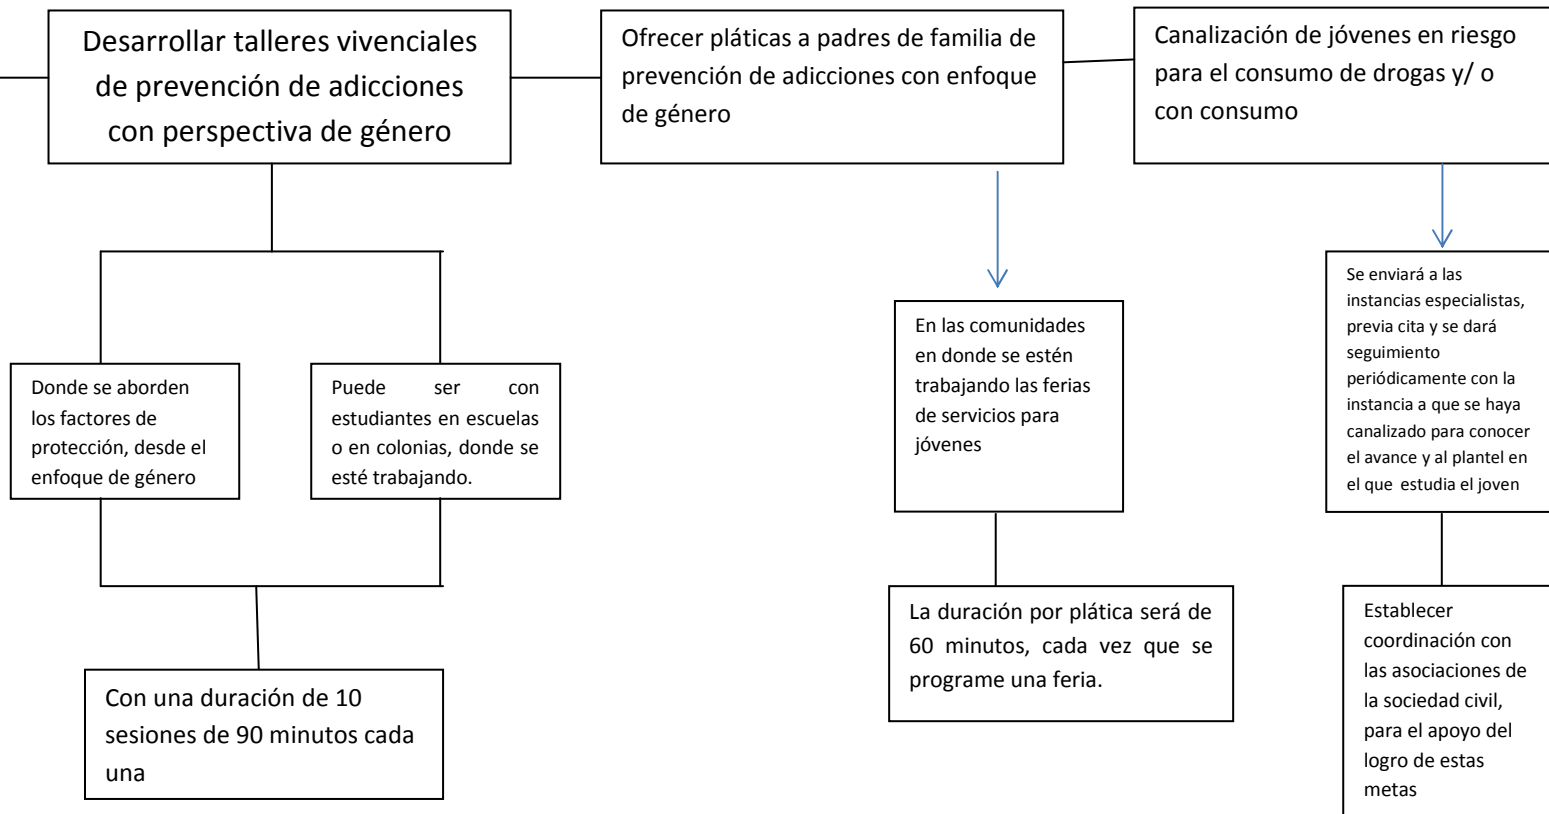 Desarrollar talleres vivenciales
de prevención de adicciones
con perspectiva de género
Ofrecer pláticas a padres de familia de
prevención de adicciones con enfoque
de género
Canalización de jóvenes en riesgo
para el consumo de drogas y/ o
con consumo
Donde se aborden
los factores de
protección, desde el
enfoque de género
Puede ser con
estudiantes en escuelas
o en colonias, donde se
esté trabajando.
En las comunidades
en donde se estén
trabajando las ferias
de servicios para
jóvenes
Se enviará a las
instancias especialistas,
previa cita y se dará
seguimiento
periódicamente con la
instancia a que se haya
canalizado para conocer
el avance y al plantel en
el que estudia el joven
Con una duración de 10
sesiones de 90 minutos cada
una
La duración por plática será de
60 minutos, cada vez que se
programe una feria.
Establecer
coordinación con
las asociaciones de
la sociedad civil,
para el apoyo del
logro de estas
metas